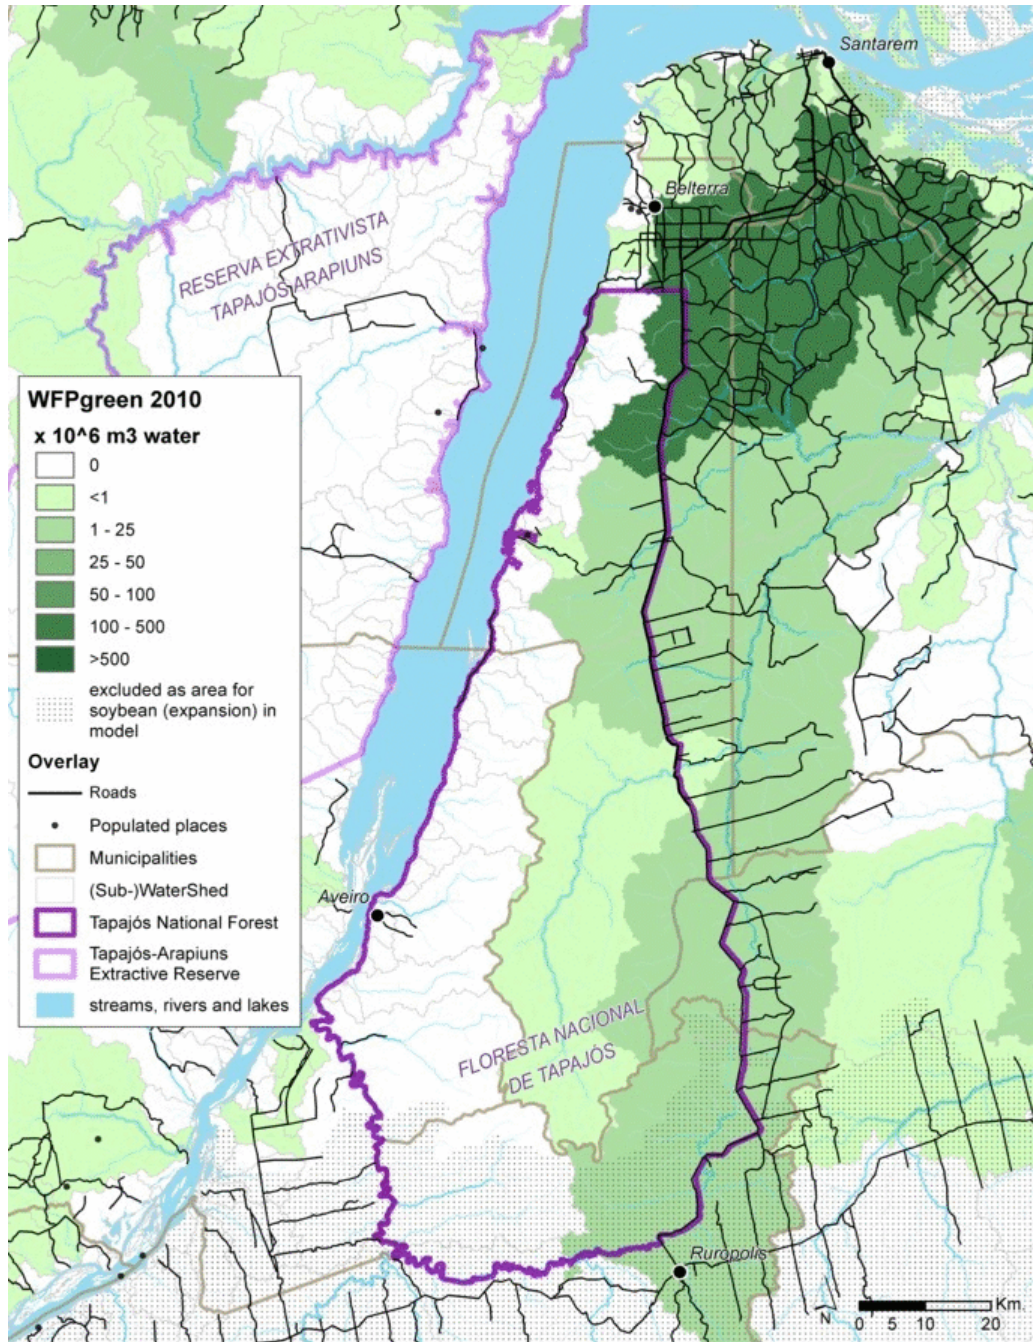 Santarem
Belterra
RESERVA EXTRATIVISTA
TAPAJÓS ARAPIUNS
WFPgreen 2010
x 10^6 m3 water
0
<1
1 - 25
25 - 50
50 - 100
100 - 500
>500
excluded as area for
soybean (expansion) in
model
Overlay
Roads
Populated places
Municipalities
(Sub-)WaterShed
Tapajós National Forest
Tapajós-Arapiuns
Extractive Reserve
streams, rivers and lakes
Aveiro
FLORESTA NACIONAL
DE TAPAJÓS
Rurópolis
N
Km.
0 5 10 20